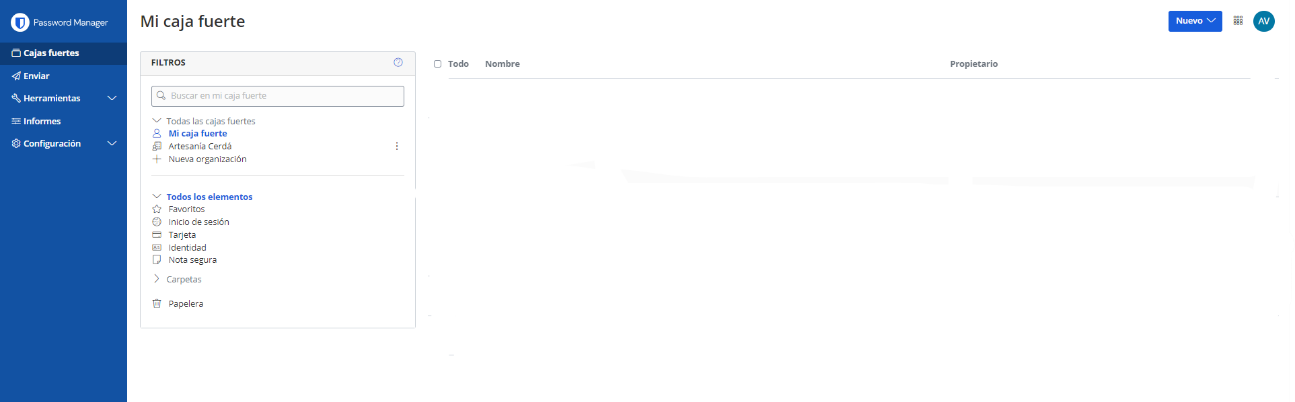 Password Manager
Cajas fuertes
Enviar
Herramientas
Informes
Configuración
Mi caja fuerte
Nuevo
AV
FILTROS
Buscar en mi caja fuerte
Todas las cajas fuertes
Mi caja fuerte
Artesanía Cerdá
Nueva organización
Todos los elementos
Favoritos
Inicio de sesión
Tarjeta
Identidad
Nota segura
Carpetas
Papelera
Todo Nombre Propietario